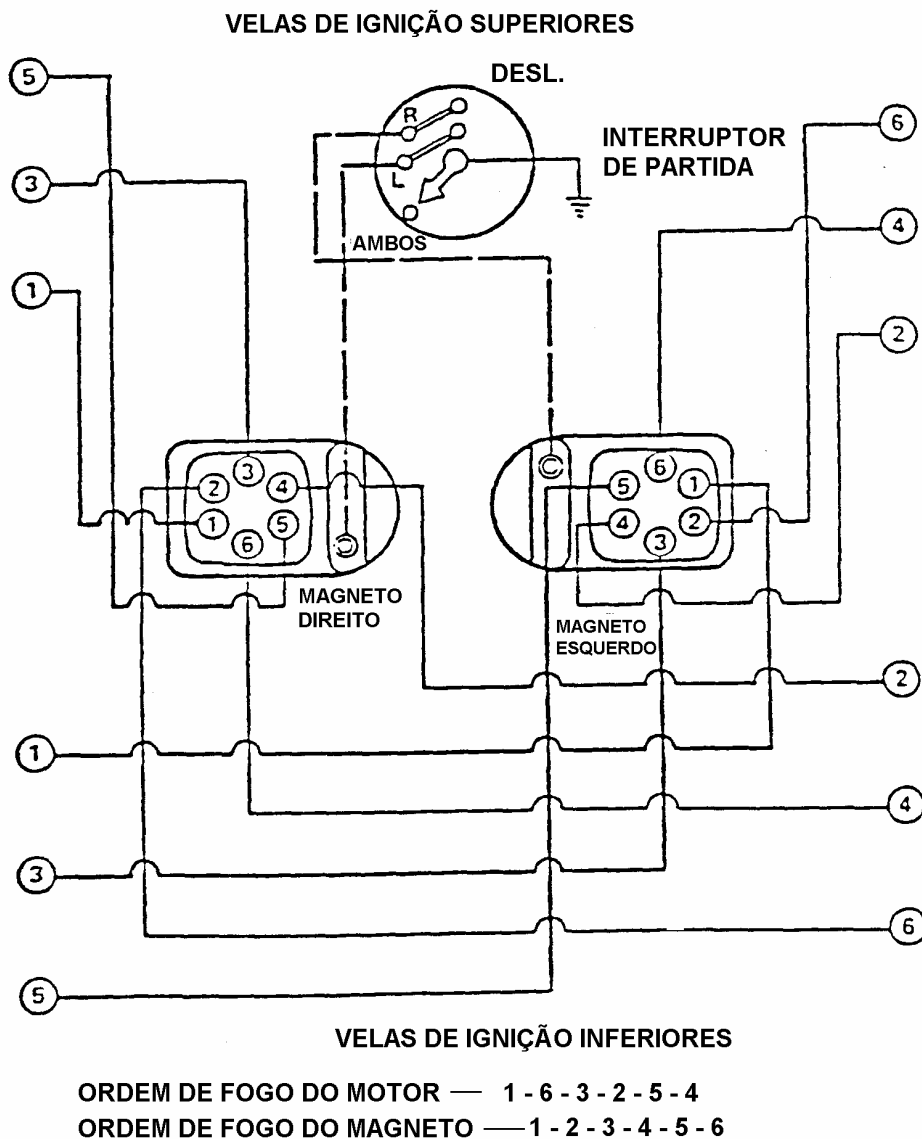 VELAS DE IGNIÇÃO SUPERIORES
DESL.
5
R
6
INTERRUPTOR
DE PARTIDA
3
L
4
AMBOS
1
2
3
6
2
4
5
1
1
5
4
2
6
3
MAGNETO
DIREITO
MAGNETO
ESQUERDO
2
1
4
3
6
5
VELAS DE IGNIÇÃO INFERIORES
ORDEM DE FOGO DO MOTOR — 1 - 6 - 3 - 2 - 5 - 4
ORDEM DE FOGO DO MAGNETO — 1 - 2 - 3 - 4 - 5 - 6